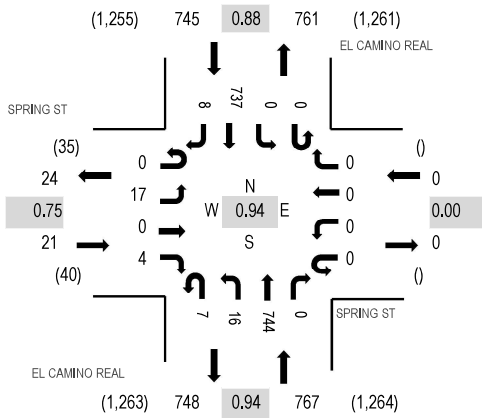 (1,255) 745 0.88 761 (1,261)
EL CAMINO REAL
8 737 0 0
SPRING ST
(35) 0 0 ()
24 0
17 N 0
0.75 W 0.94 E 0.00
0 S 0
21 0
4 0
(40) ()
7 16 744 0
SPRING ST
EL CAMINO REAL
(1,263) 748 0.94 767 (1,264)